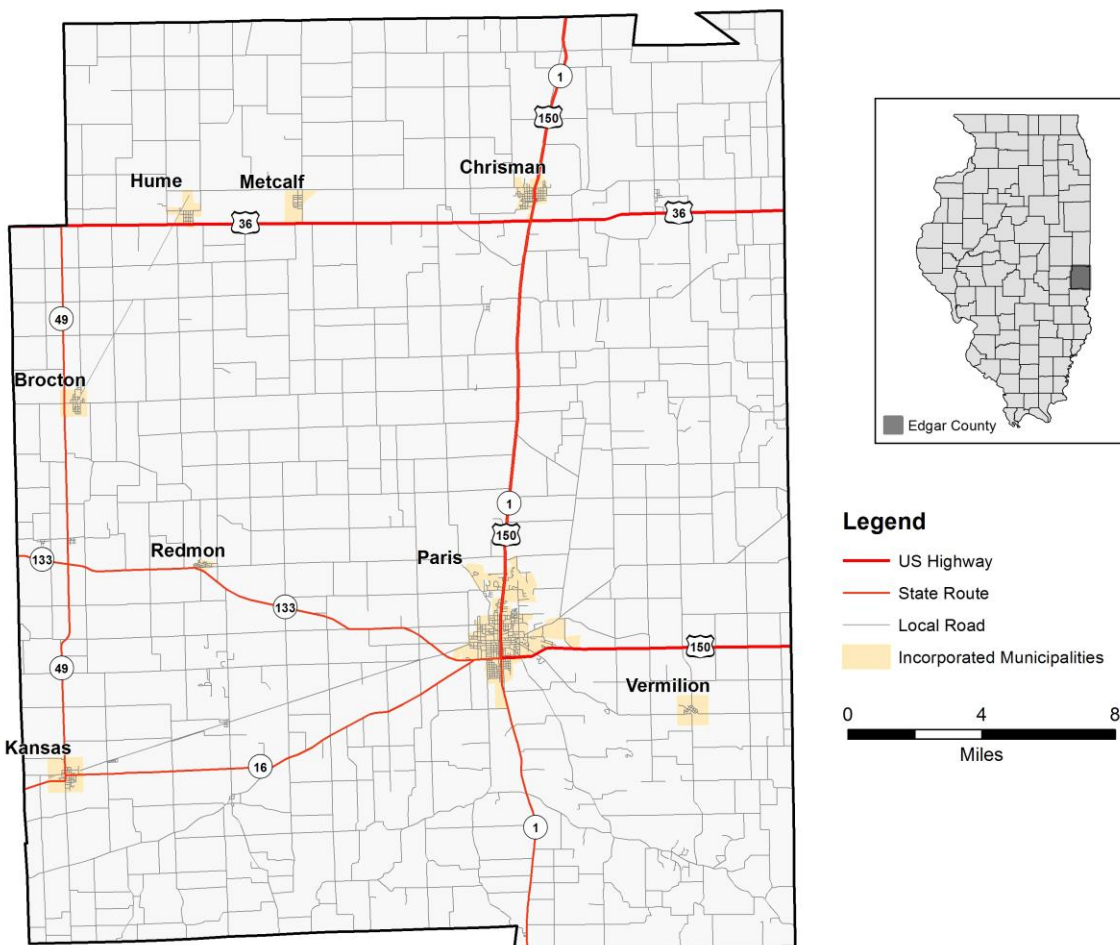 1
150
Chrisman
Hume
Metcalf
36
36
49
Brocton
1
150
133
Redmon
Paris
133
150
49
Vermilion
Kansas
16
1
Edgar County
Legend
US Highway
State Route
Local Road
Incorporated Municipalities
0 4 8
Miles